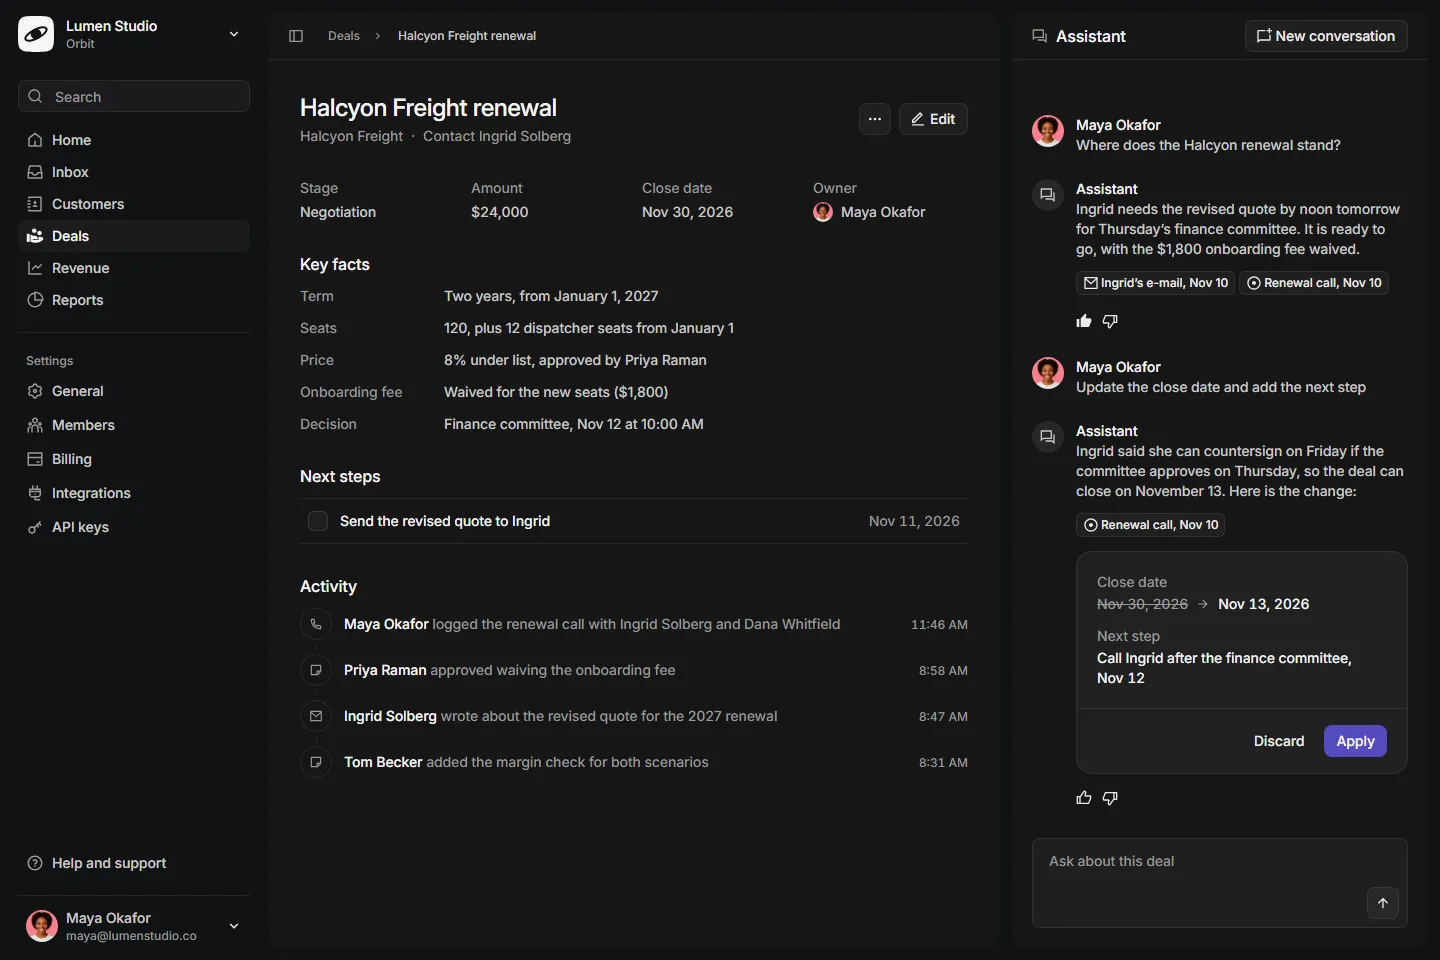 Lumen Studio
Orbit
Search
Home
Inbox
Customers
Deals
Revenue
Reports
Settings
General
Members
Billing
Integrations
API keys
Help and support
Maya Okafor
maya@lumenstudio.co
Deals
Halcyon Freight renewal
Halcyon Freight renewal
Halcyon Freight · Contact Ingrid Solberg
Edit
Stage Amount Close date Owner
Negotiation $24,000 Nov 30, 2026 Maya Okafor
Key facts
Term Two years, from January 1, 2027
Seats 120, plus 12 dispatcher seats from January 1
Price 8% under list, approved by Priya Raman
Onboarding fee Waived for the new seats ($1,800)
Decision Finance committee, Nov 12 at 10:00 AM
Next steps
Send the revised quote to Ingrid Nov 11, 2026
Activity
Maya Okafor logged the renewal call with Ingrid Solberg and Dana Whitfield 11:46 AM
Priya Raman approved waiving the onboarding fee 8:58 AM
Ingrid Solberg wrote about the revised quote for the 2027 renewal 8:47 AM
Tom Becker added the margin check for both scenarios 8:31 AM
Assistant
New conversation
Maya Okafor
Where does the Halcyon renewal stand?
Assistant
Ingrid needs the revised quote by noon tomorrow
for Thursday’s finance committee. It is ready to
go, with the $1,800 onboarding fee waived.
Ingrid’s e-mail, Nov 10 Renewal call, Nov 10
Maya Okafor
Update the close date and add the next step
Assistant
Ingrid said she can countersign on Friday if the
committee approves on Thursday, so the deal can
close on November 13. Here is the change:
Renewal call, Nov 10
Close date
Nov 30, 2026 → Nov 13, 2026
Next step
Call Ingrid after the finance committee,
Nov 12
Discard Apply
Ask about this deal